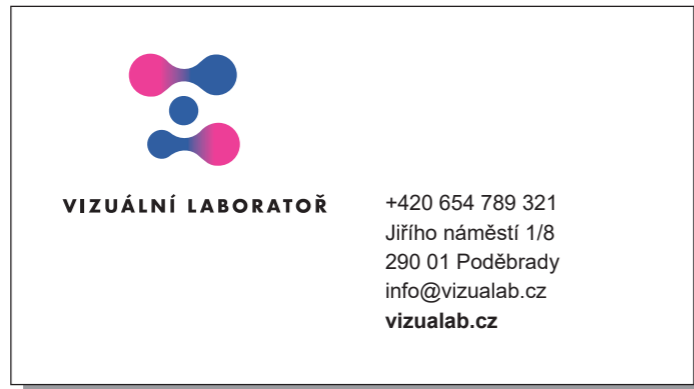 VIZUÁLNÍ LABORATOŘ
+420 654 789 321
Jiřího náměstí 1/8
290 01 Poděbrady
info@vizualab.cz
vizualab.cz